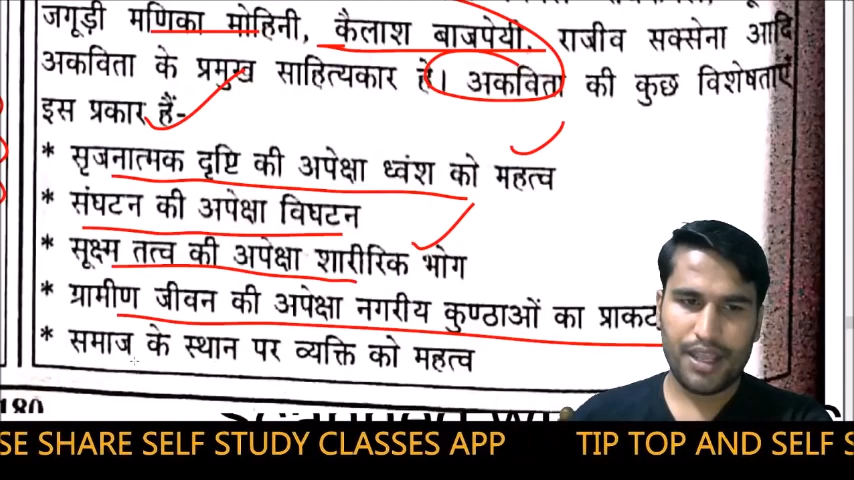 जगूड़ी मणिका मोहिनी, कैलाश बाजपेयी. राजीव सक्सेना आदि
अकविता के प्रमुख साहित्यकार हे। अकविता की कुछ विशेषताएँ
इस प्रकार हैं-
* सृजनात्मक दृष्टि की अपेक्षा ध्वंश को महत्व
* संघटन की अपेक्षा विघटन
* सूक्ष्म तत्व की अपेक्षा शारीरिक भोग
* ग्रामीण जीवन की अपेक्षा नगरीय कुण्ठाओं का प्राकट
* समाज के स्थान पर व्यक्ति को महत्व
180
SE SHARE SELF STUDY CLASSES APP TIP TOP AND SELF S